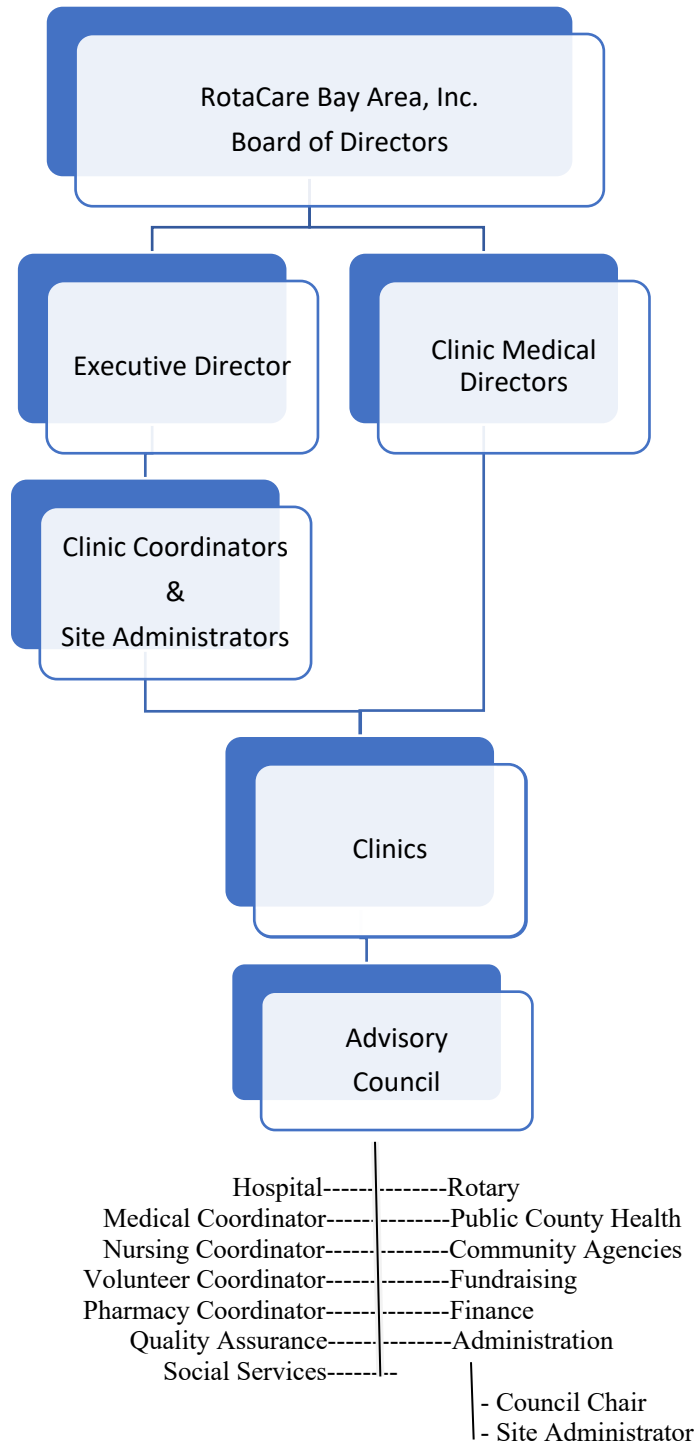 RotaCare Bay Area, Inc.
Board of Directors
Executive Director
Clinic Medical
Directors
Clinic Coordinators
&
Site Administrators
Clinics
Advisory
Council
Hospital-------------Rotary
Medical Coordinator-------------Public County Health
Nursing Coordinator-------------Community Agencies
Volunteer Coordinator-------------Fundraising
Pharmacy Coordinator-------------Finance
Quality Assurance-------------Administration
Social Services--------
- Council Chair
- Site Administrator